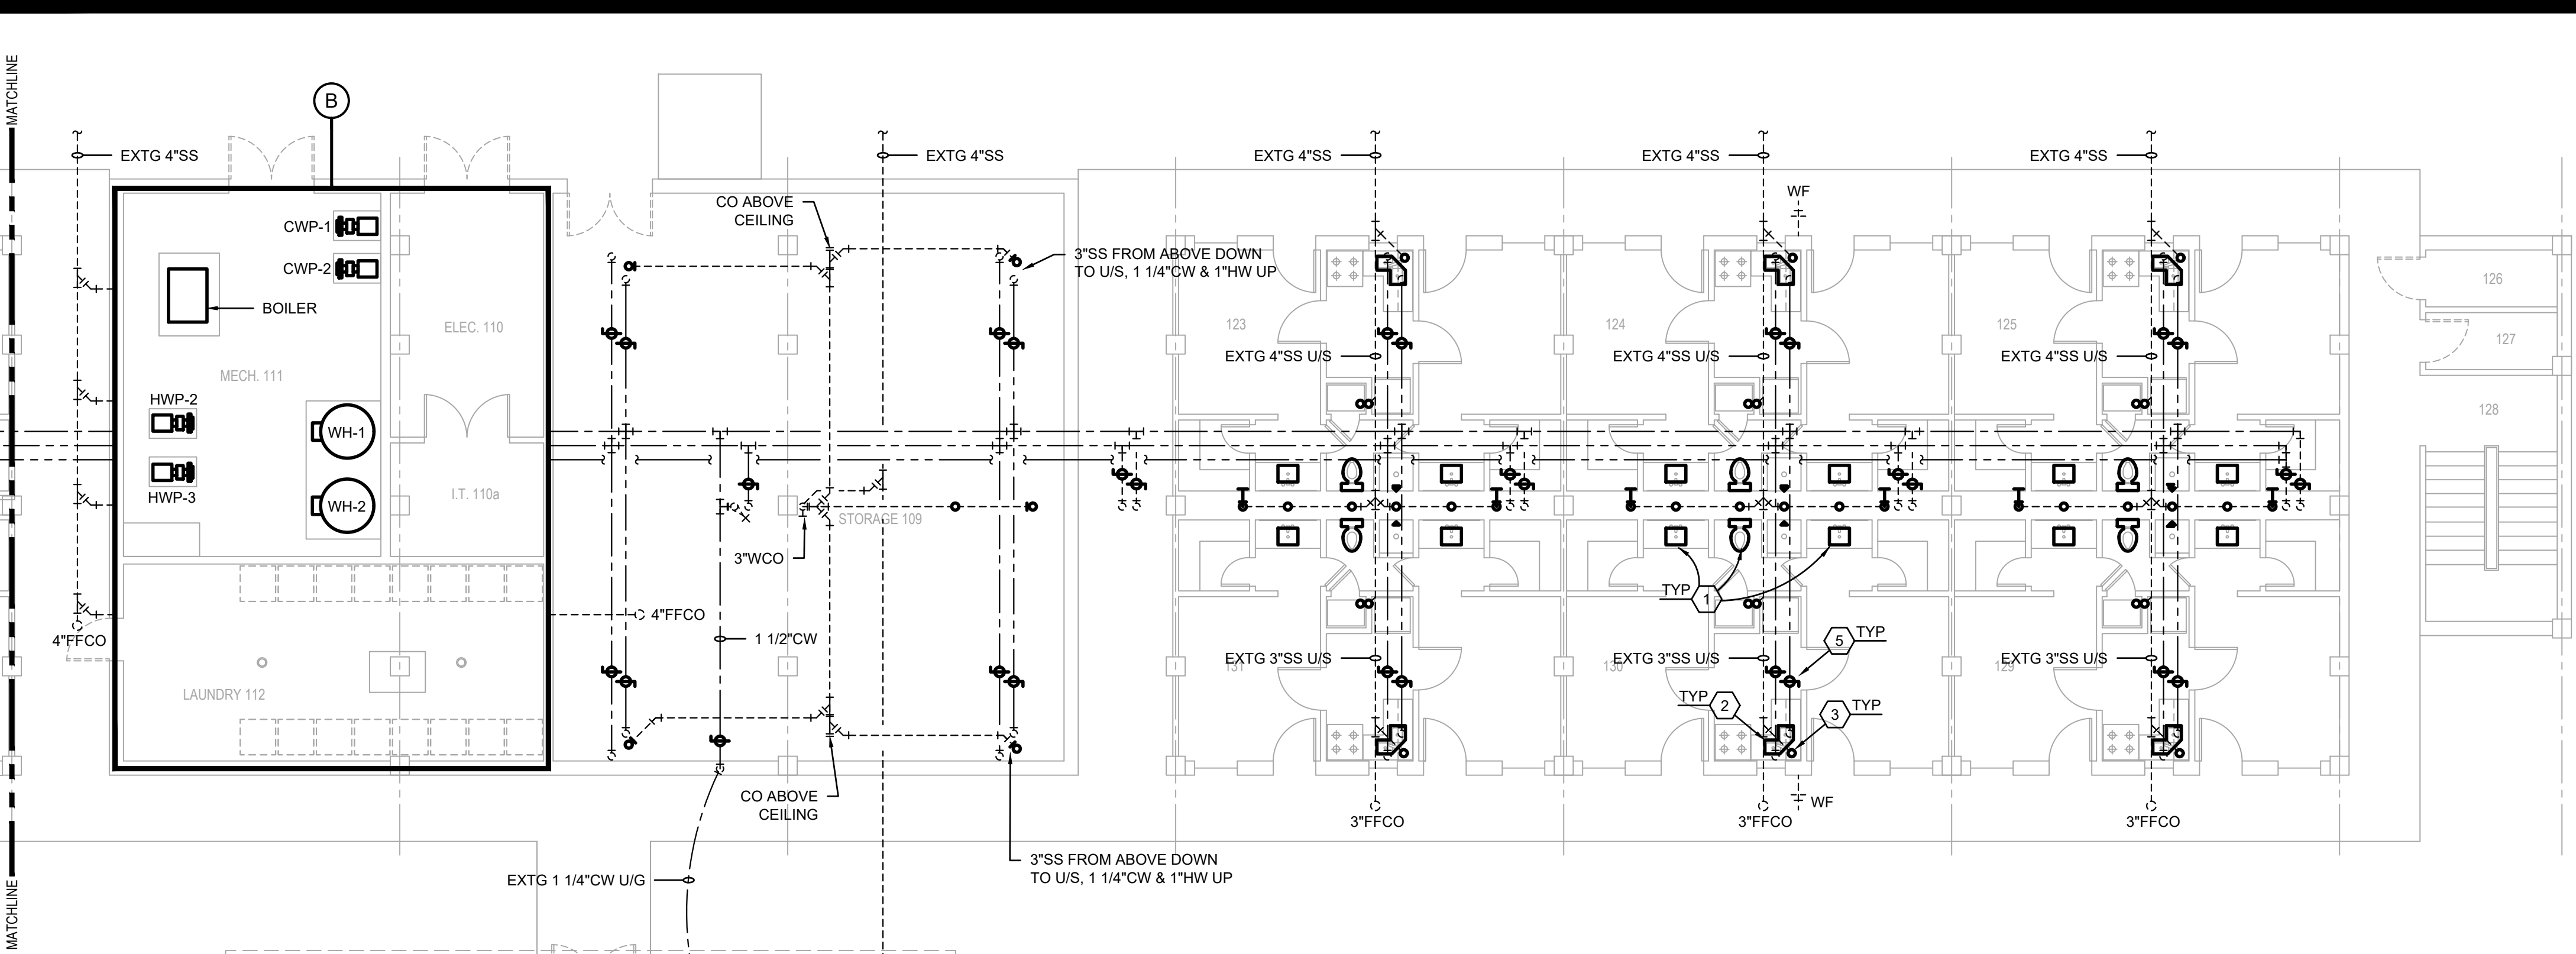 MATCHLINE
B
EXTG 4"SS
EXTG 4"SS
EXTG 4"SS
EXTG 4"SS
EXTG 4"SS
WF
CO ABOVE
CEILING
CWP-1
CWP-2
BOILER
3"SS FROM ABOVE DOWN
TO U/S, 1 1/4"CW & 1"HW UP
ELEC. 110
MECH. 111
123
124
125
126
127
128
EXTG 4"SS U/S
EXTG 4"SS U/S
EXTG 4"SS U/S
HWP-2
WH-1
HWP-3
WH-2
I.T. 110a
STORAGE 109
3"WCO
TYP
1
4"FFCO
4"FFCO
1 1/2"CW
5
TYP
131
EXTG 3"SS U/S
130
EXTG 3"SS U/S
129
EXTG 3"SS U/S
LAUNDRY 112
TYP
2
3
TYP
CO ABOVE
CEILING
WF
3"FFCO
3"FFCO
3"FFCO
3"SS FROM ABOVE DOWN
TO U/S, 1 1/4"CW & 1"HW UP
EXTG 1 1/4"CW U/G
MATCHLINE